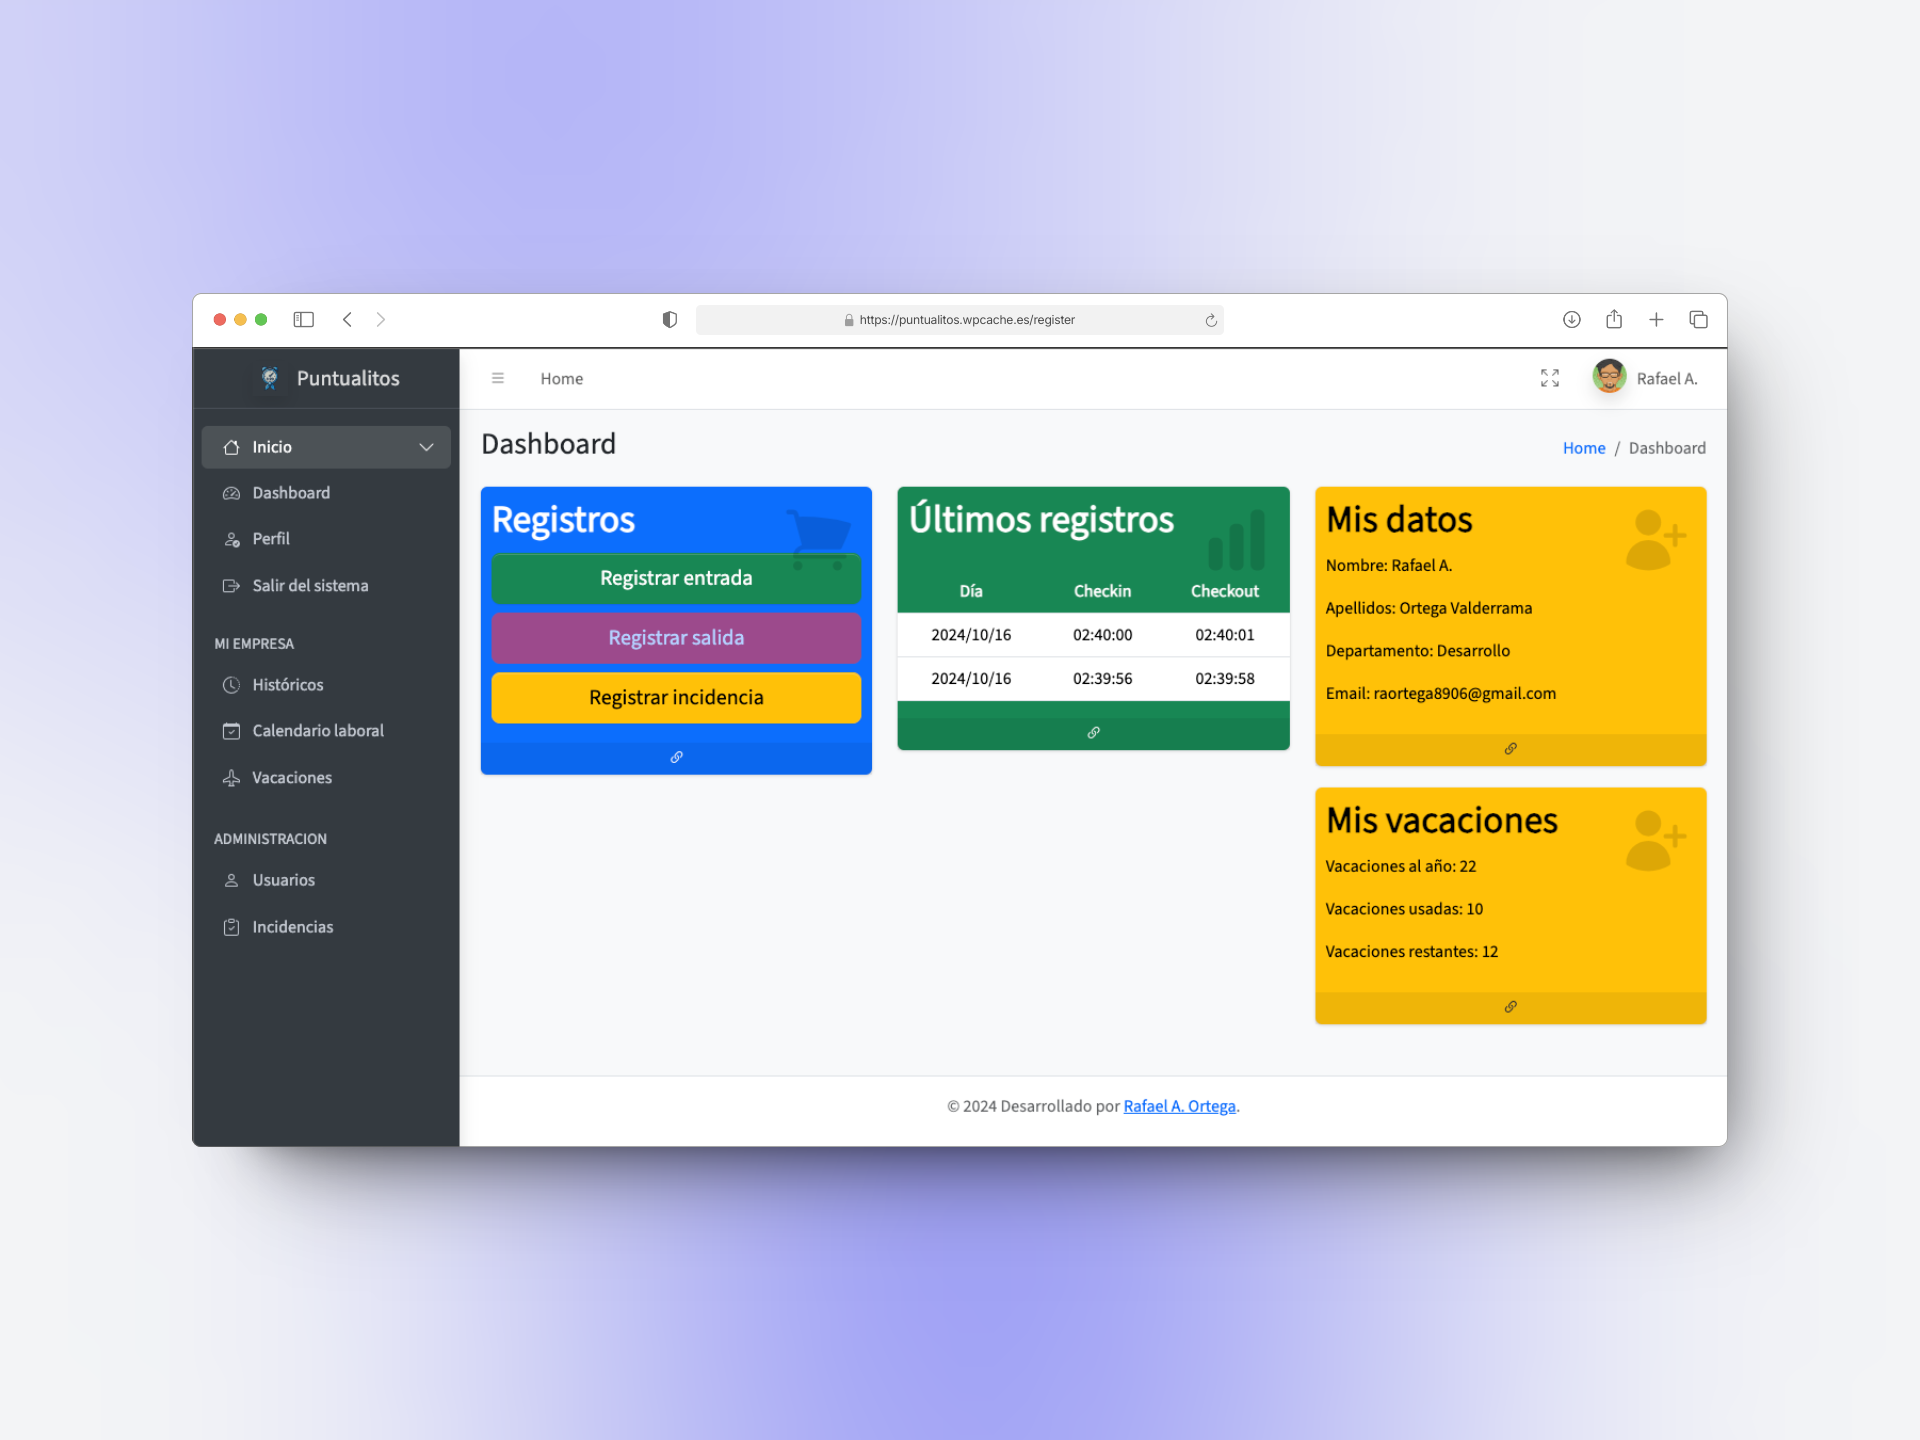 https://puntualitos.wpcache.es/register
Puntualitos
Home
Rafael A.
Inicio
Dashboard
Perfil
Salir del sistema
MI EMPRESA
Históricos
Calendario laboral
Vacaciones
ADMINISTRACION
Usuarios
Incidencias
Dashboard
Home / Dashboard
Registros
Registrar entrada
Registrar salida
Registrar incidencia
Últimos registros
Día Checkin Checkout
2024/10/16 02:40:00 02:40:01
2024/10/16 02:39:56 02:39:58
Mis datos
Nombre: Rafael A.
Apellidos: Ortega Valderrama
Departamento: Desarrollo
Email: raortega8906@gmail.com
Mis vacaciones
Vacaciones al año: 22
Vacaciones usadas: 10
Vacaciones restantes: 12
© 2024 Desarrollado por Rafael A. Ortega.